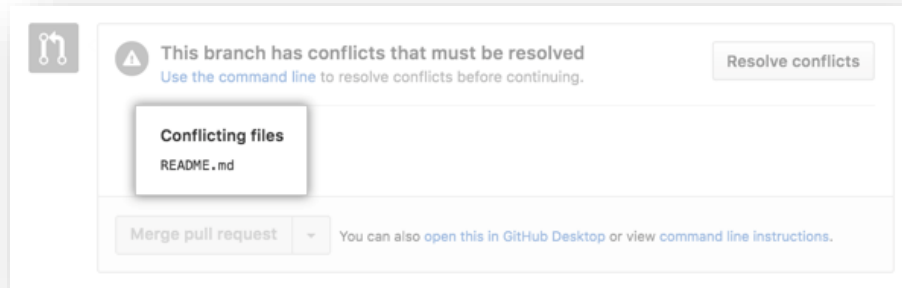 This branch has conflicts that must be resolved
Use the command line to resolve conflicts before continuing.
Resolve conflicts
Conflicting files
README.md
Merge pull request
You can also open this in GitHub Desktop or view command line instructions.